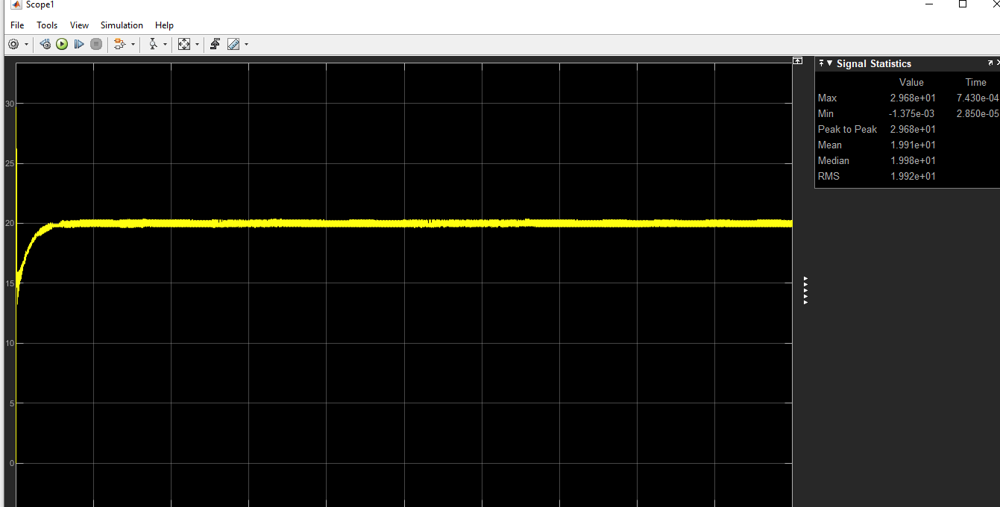 Scope1
File Tools View Simulation Help
Signal Statistics
Value Time
Max 2.968e+01 7.430e-04
Min -1.375e-03 2.850e-05
Peak to Peak 2.968e+01
Mean 1.991e+01
Median 1.998e+01
RMS 1.992e+01
30
25
20
15
10
5
0